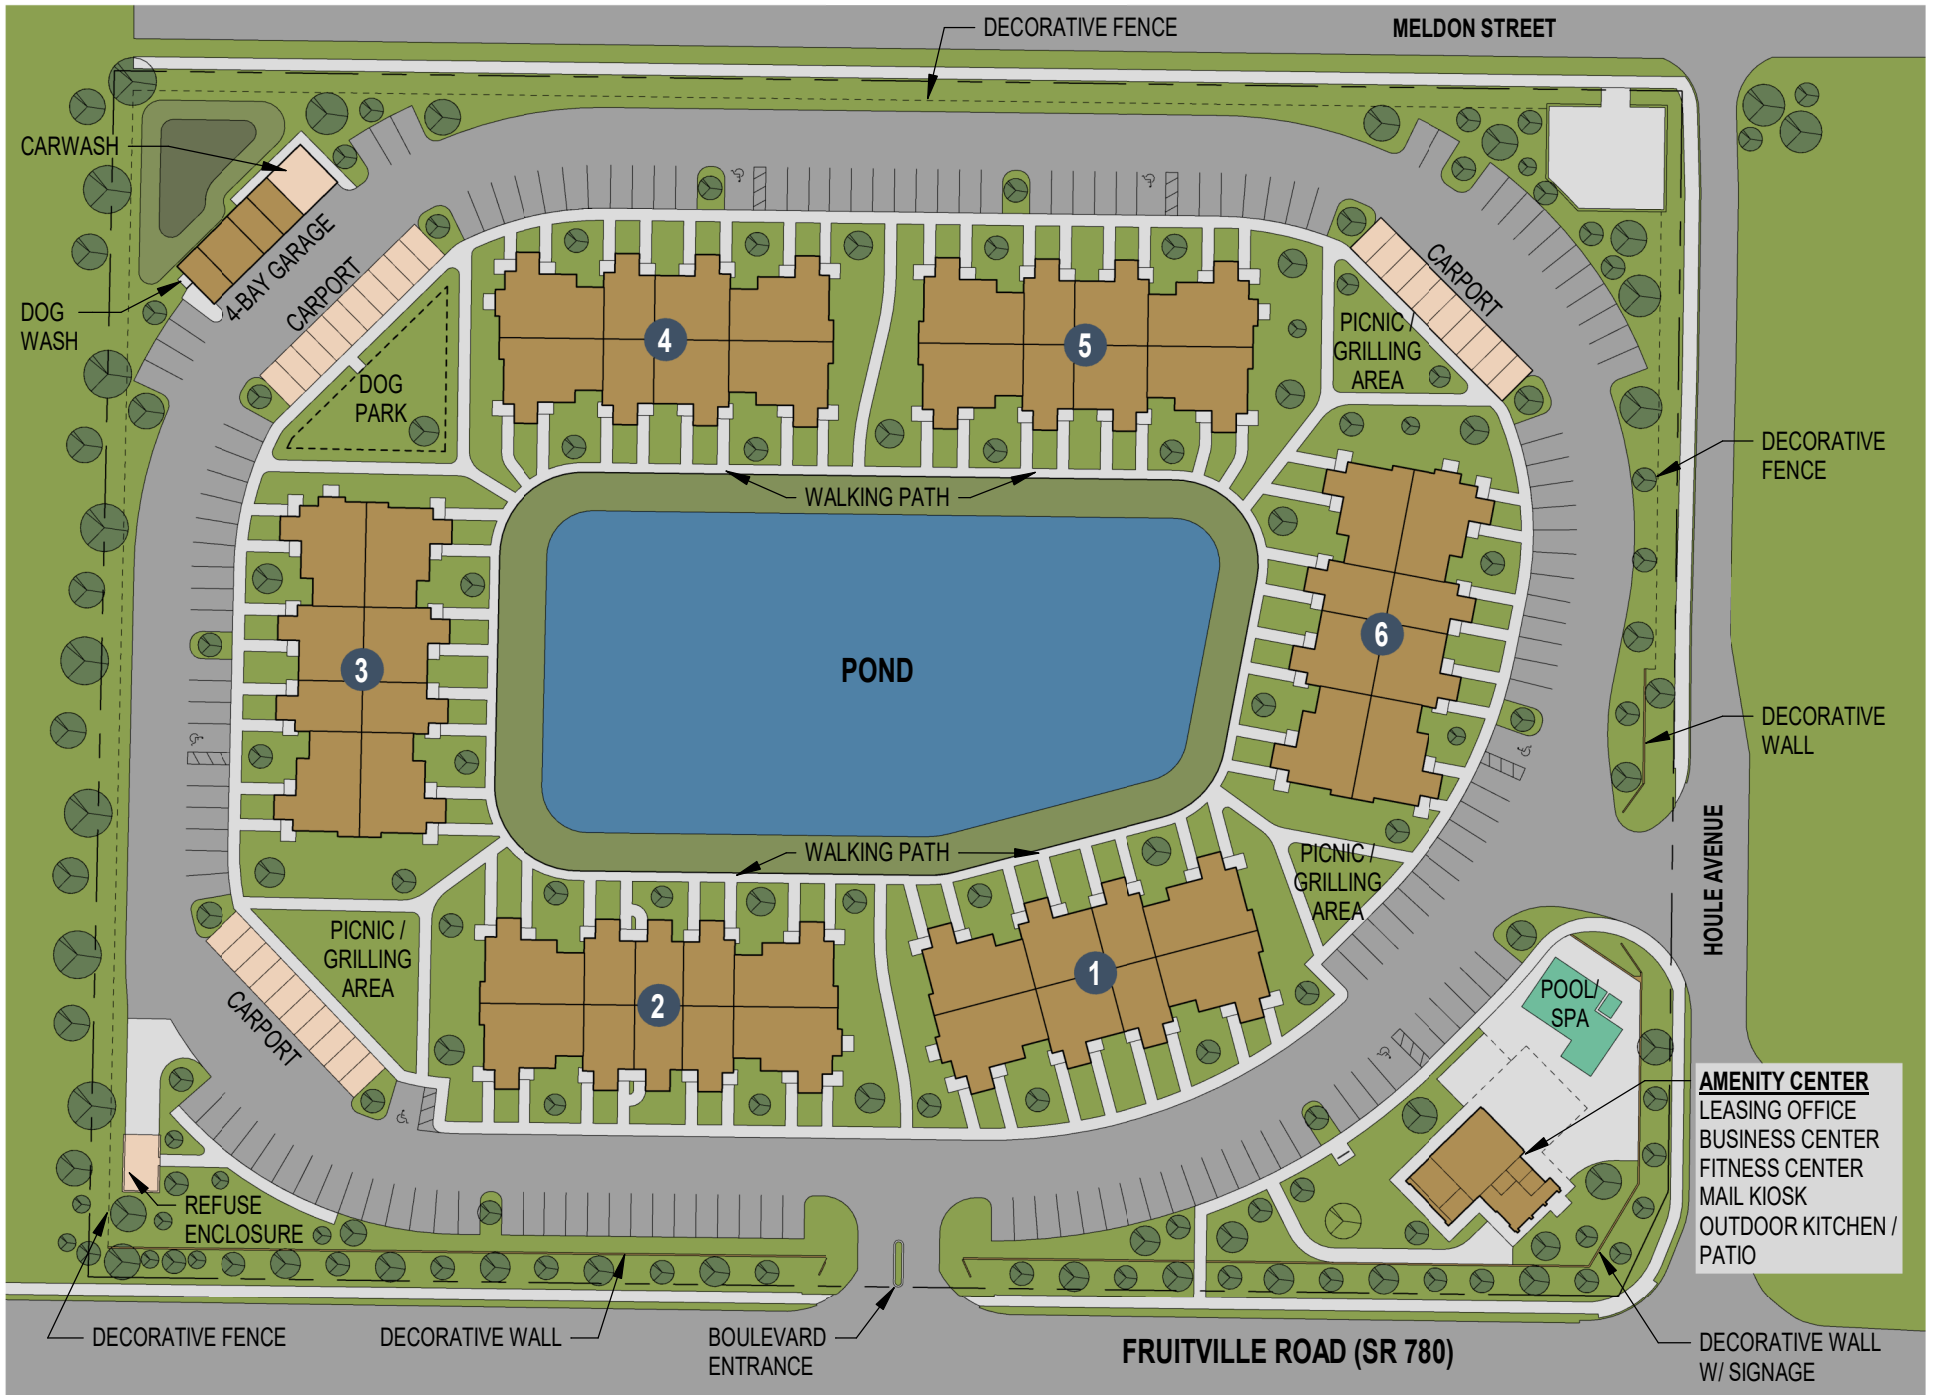 DECORATIVE FENCE
MELDON STREET
CARWASH
4-BAY GARAGE
CARPORT
DOG
WASH
DOG
PARK
4
5
PICNIC /
GRILLING
AREA
CARPORT
DECORATIVE
FENCE
WALKING PATH
3
POND
6
DECORATIVE
WALL
HOULE AVENUE
WALKING PATH
PICNIC /
GRILLING
AREA
PICNIC /
GRILLING
AREA
CARPORT
2
1
POOL/
SPA
AMENITY CENTER
LEASING OFFICE
BUSINESS CENTER
FITNESS CENTER
MAIL KIOSK
OUTDOOR KITCHEN /
PATIO
REFUSE
ENCLOSURE
DECORATIVE FENCE
DECORATIVE WALL
BOULEVARD
ENTRANCE
FRUITVILLE ROAD (SR 780)
DECORATIVE WALL
W/ SIGNAGE